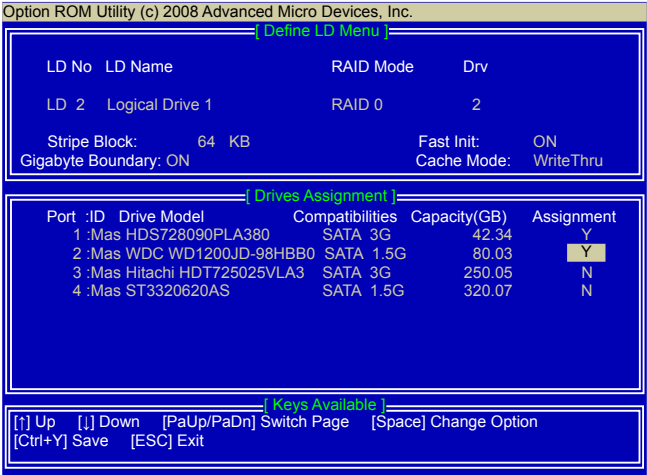 Option ROM Utility (c) 2008 Advanced Micro Devices, Inc.
[ Define LD Menu ]
LD No LD Name RAID Mode Drv
LD 2 Logical Drive 1 RAID 0 2
Stripe Block: 64 KB Fast Init: ON
Gigabyte Boundary: ON Cache Mode: WriteThru
[ Drives Assignment ]
Port :ID Drive Model Compatibilities Capacity(GB) Assignment
1 :Mas HDS728090PLA380 SATA 3G 42.34 Y
2 :Mas WDC WD1200JD-98HBB0 SATA 1.5G 80.03 Y
3 :Mas Hitachi HDT725025VLA3 SATA 3G 250.05 N
4 :Mas ST3320620AS SATA 1.5G 320.07 N
[ Keys Available ]
[↑] Up [↓] Down [PaUp/PaDn] Switch Page [Space] Change Option
[Ctrl+Y] Save [ESC] Exit